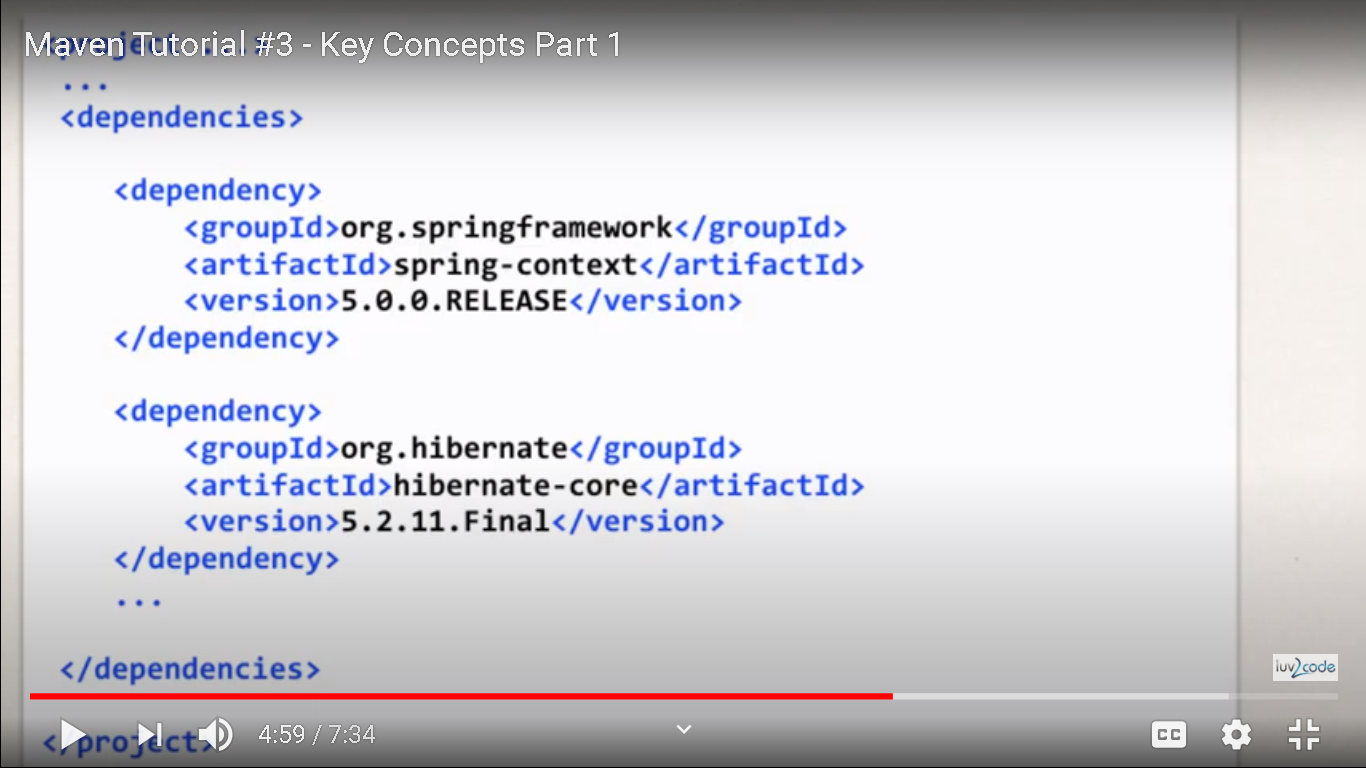 Maven Tutorial #3 - Key Concepts Part 1
<project ...>
...
<dependencies>
<dependency>
<groupId>org.springframework</groupId>
<artifactId>spring-context</artifactId>
<version>5.0.0.RELEASE</version>
</dependency>
<dependency>
<groupId>org.hibernate</groupId>
<artifactId>hibernate-core</artifactId>
<version>5.2.11.Final</version>
</dependency>
...
</dependencies>
luv2code
</project>
4:59 / 7:34
CC